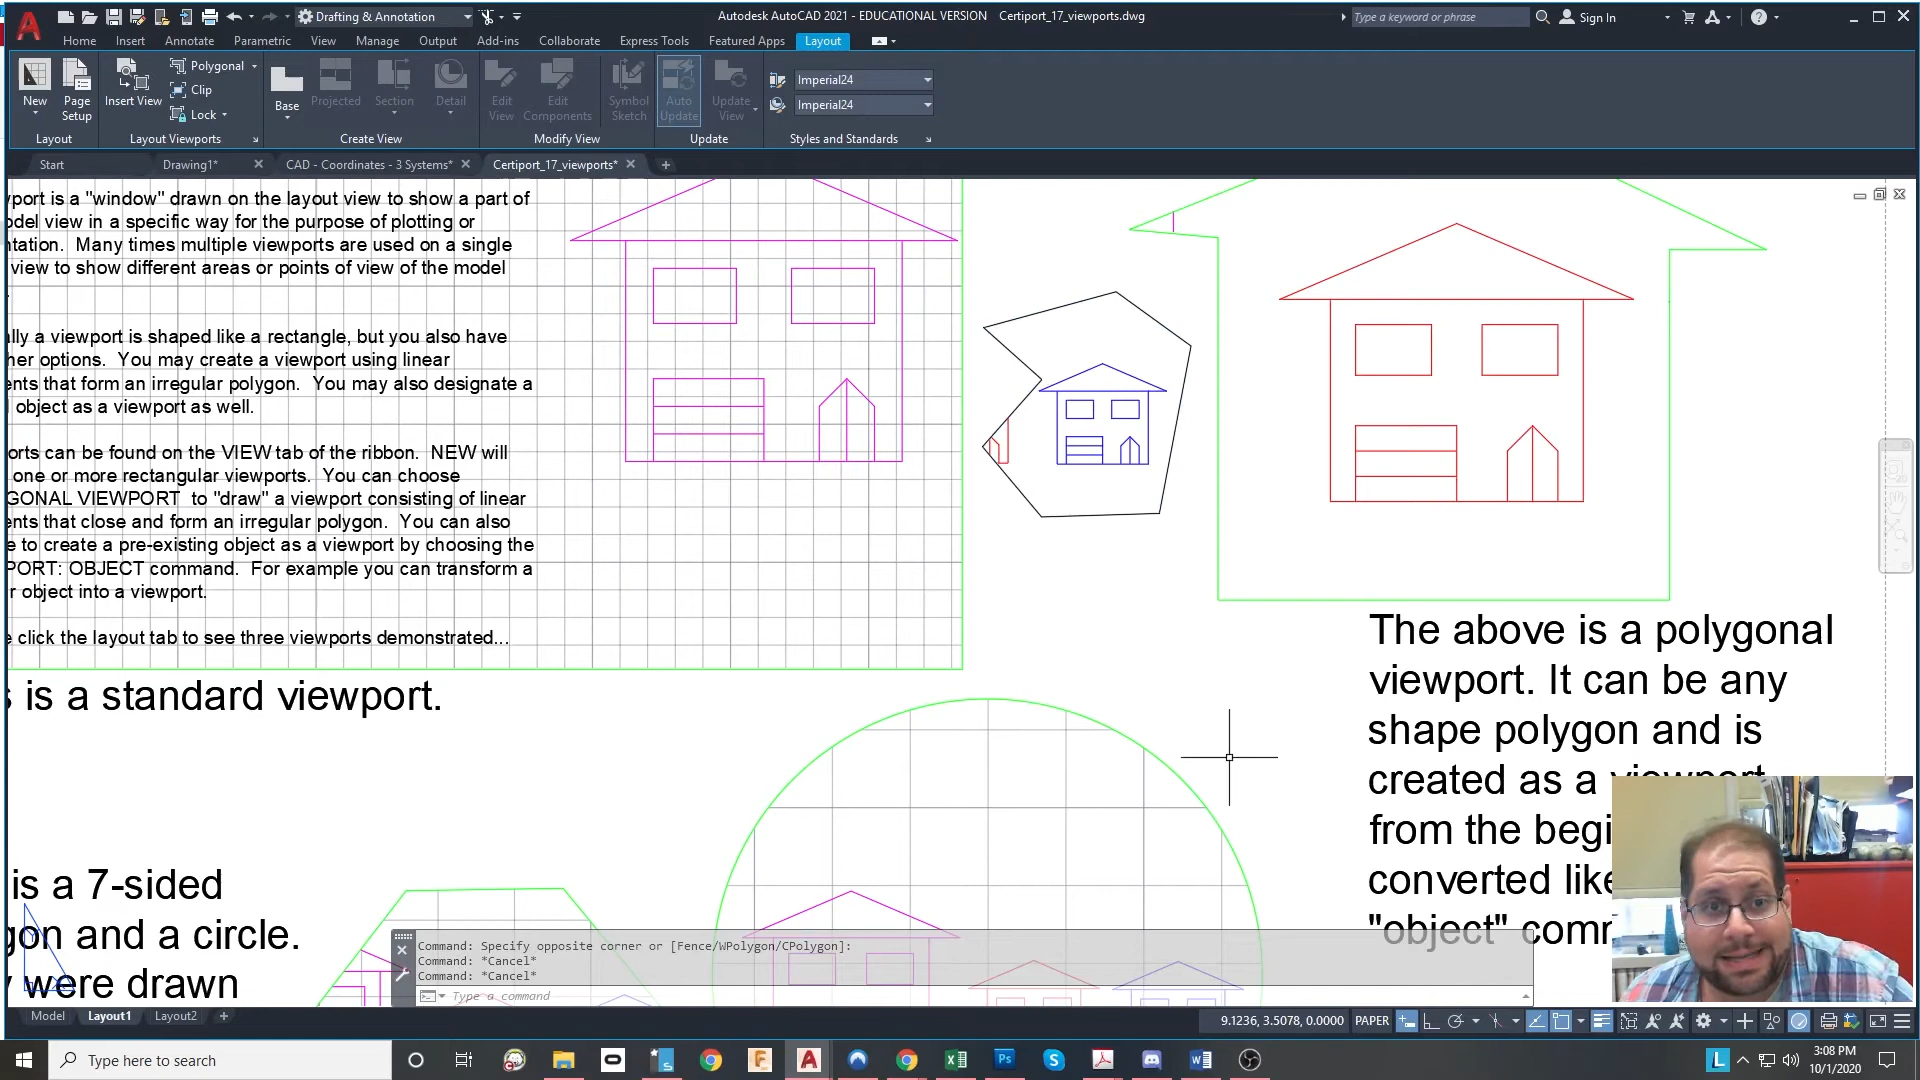 Drafting & Annotation
Autodesk AutoCAD 2021 - EDUCATIONAL VERSION Certiport_17_viewports.dwg
Type a keyword or phrase
Sign In
Home Insert Annotate Parametric View Manage Output Add-ins Collaborate Express Tools Featured Apps Layout
New
Page Setup
Insert View
Polygonal
Clip
Lock
Base
Projected
Section
Detail
Edit View
Edit Components
Symbol Sketch
Auto Update
Update View
Imperial24
Imperial24
Layout Layout Viewports Create View Modify View Update Styles and Standards
Start Drawing1* CAD - Coordinates - 3 Systems* Certiport_17_viewports*
wport is a "window" drawn on the layout view to show a part of
odel view in a specific way for the purpose of plotting or
ntation. Many times multiple viewports are used on a single
view to show different areas or points of view of the model
.
ally a viewport is shaped like a rectangle, but you also have
her options. You may create a viewport using linear
ents that form an irregular polygon. You may also designate a
object as a viewport as well.
orts can be found on the VIEW tab of the ribbon. NEW will
one or more rectangular viewports. You can choose
GONAL VIEWPORT to "draw" a viewport consisting of linear
ents that close and form an irregular polygon. You can also
e to create a pre-existing object as a viewport by choosing the
PORT: OBJECT command. For example you can transform a
r object into a viewport.
e click the layout tab to see three viewports demonstrated...
s is a standard viewport.
The above is a polygonal
viewport. It can be any
shape polygon and is
created as a viewport
from the begi
converted like
"object" comm
is a 7-sided
gon and a circle.
y were drawn
Command: Specify opposite corner or [Fence/WPolygon/CPolygon]:
Command: *Cancel*
Command: *Cancel*
Type a command
Model Layout1 Layout2
9.1236, 3.5078, 0.0000 PAPER
Type here to search
3:08 PM
10/1/2020